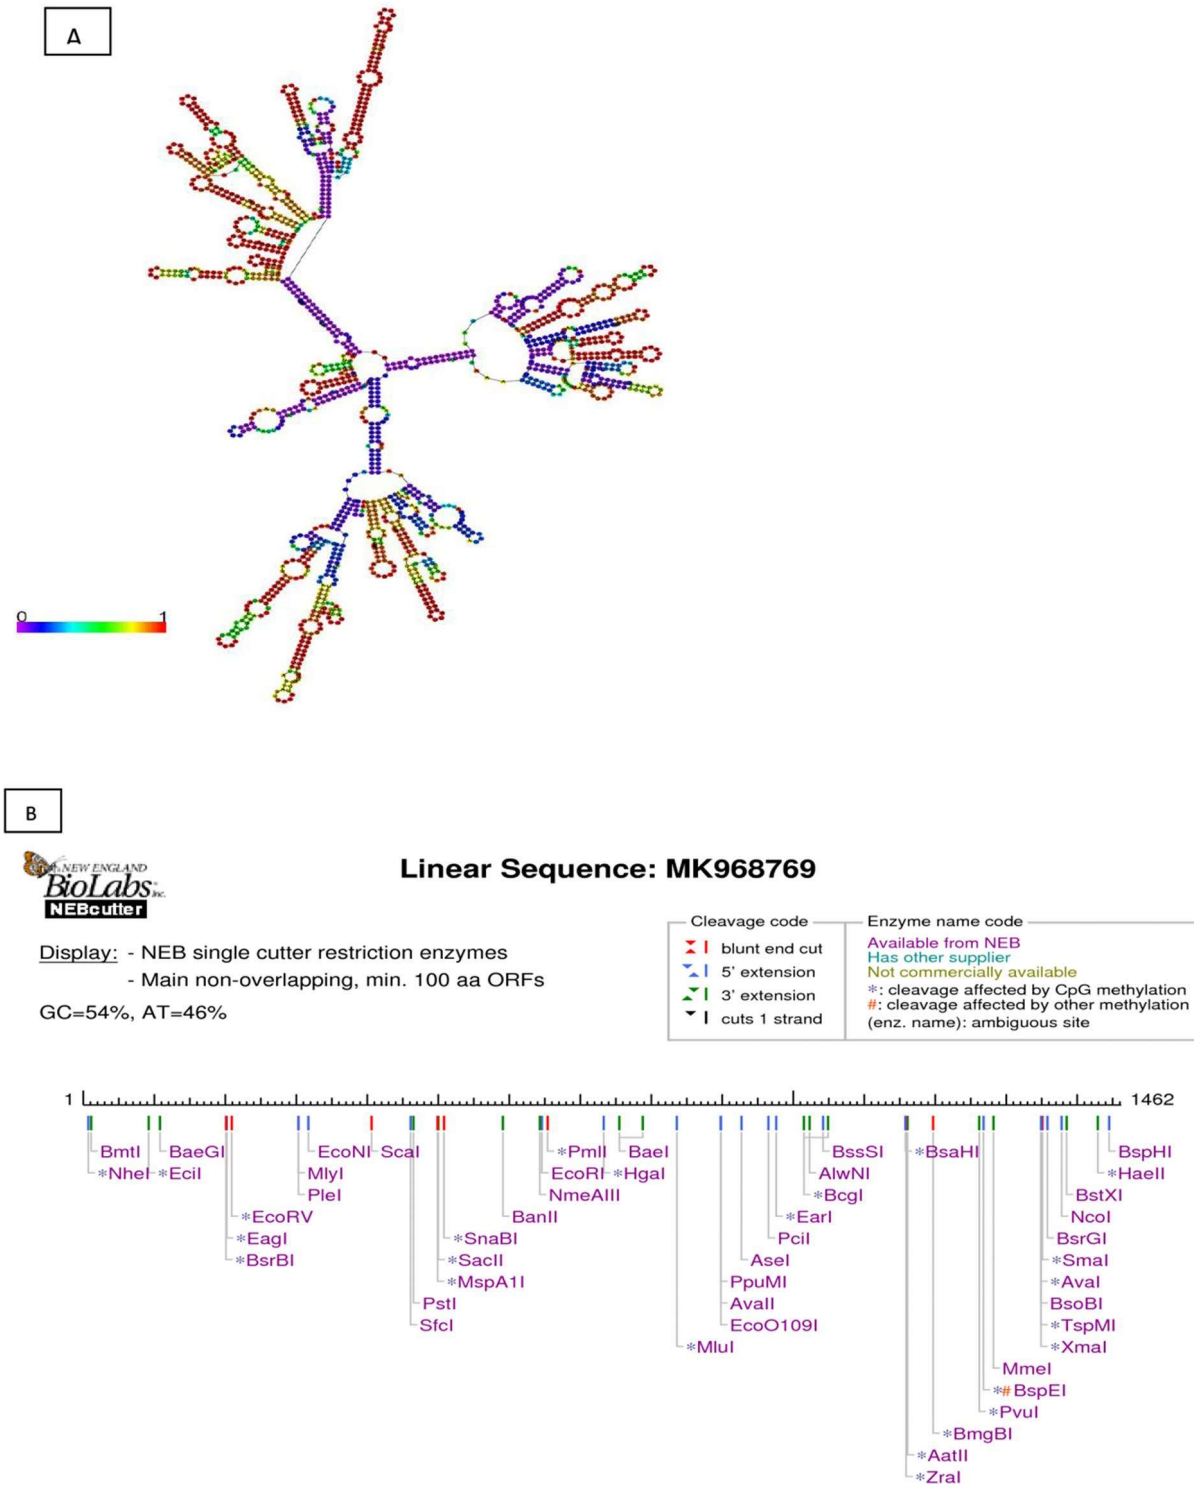 A
0 1
B
NEW ENGLAND
BioLabs Inc.
NEBcutter
Linear Sequence: MK968769
Display: - NEB single cutter restriction enzymes
- Main non-overlapping, min. 100 aa ORFs
GC=54%, AT=46%
Cleavage code
blunt end cut
5' extension
3' extension
cuts 1 strand
Enzyme name code
Available from NEB
Has other supplier
Not commercially available
*: cleavage affected by CpG methylation
#: cleavage affected by other methylation
(enz. name): ambiguous site
1 1462
BmtI BaeGI EcoNI ScaI *PmlI BaeI BssSI *BsaHI BspHI
*NheI *EciI MlyI EcoRI *HgaI AlwNI *HaeII
PleI NmeAIII *BcgI BstXI
*EcoRV BanII *EarI NcoI
*EagI *SnaBI PciI BsrGI
*BsrBI *SacII AseI *SmaI
*MspA1I PpuMI *AvaI
PstI AvaII BsoBI
SfcI EcoO109I *TspMI
*MluI *XmaI
MmeI
*#BspEI
*PvuI
*BmgBI
*AatII
*ZraI